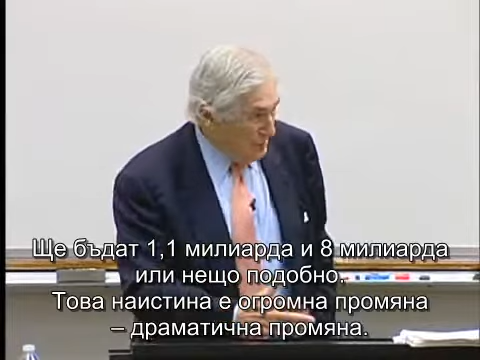 Ще бъдат 1,1 милиарда и 8 милиарда
или нещо подобно.
Това наистина е огромна промяна
– драматична промяна.